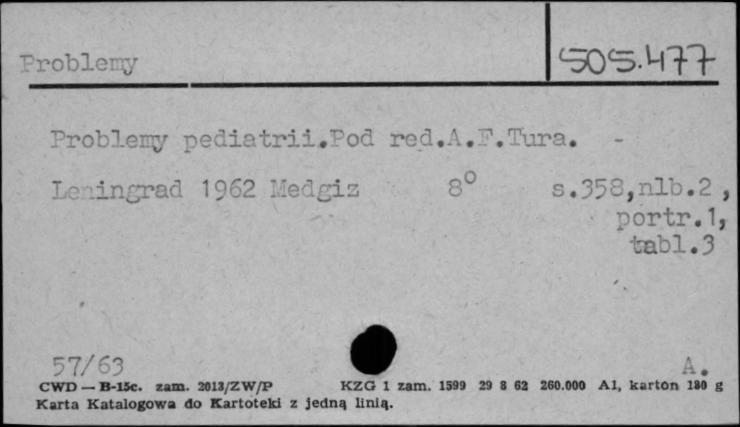 Problemy 505.477
Problemy pediatrii.Pod red.A.F.Tura. -
Leningrad 1962 Medgiz 8° s.358,nlb.2,
portr.1,
tabl.3
57/63 A.
CWD — B-15c. zam. 2013/ZW/P KZG 1 zam. 1599 29 8 62 260.000 A1, karton 180 g
Karta Katalogowa do Kartoteki z jedną linią.